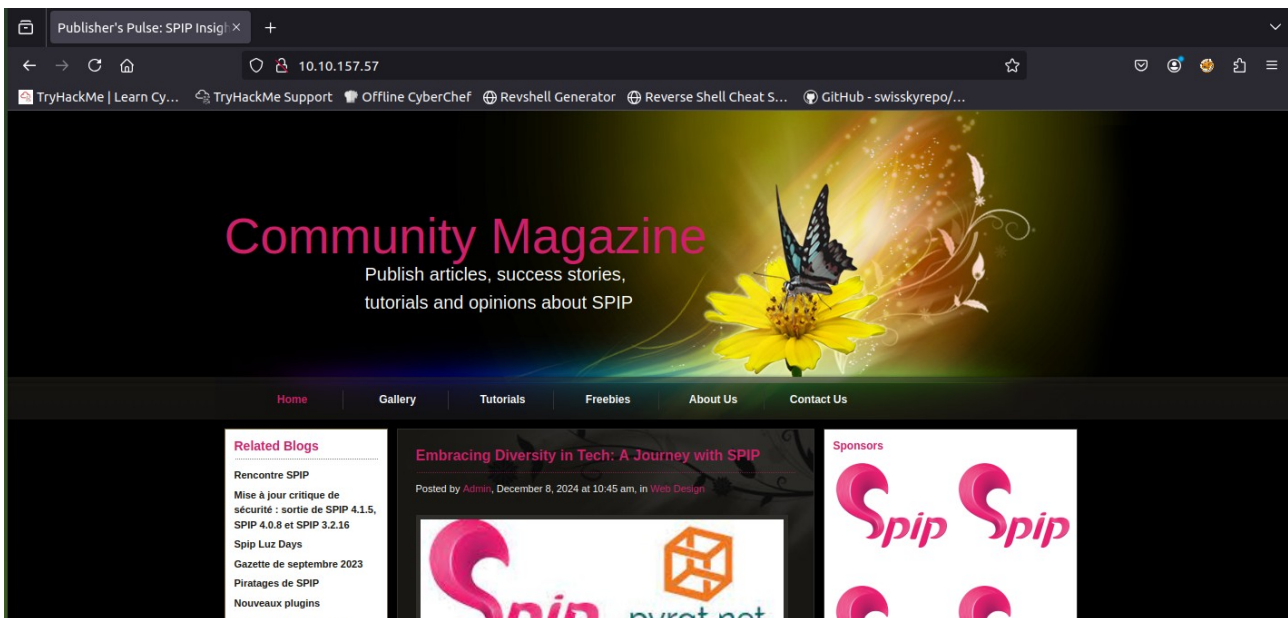 Publisher's Pulse: SPIP Insigh
10.10.157.57
TryHackMe | Learn Cy... TryHackMe Support Offline CyberChef Revshell Generator Reverse Shell Cheat S... GitHub - swisskyrepo/...
Community Magazine
Publish articles, success stories,
tutorials and opinions about SPIP
Home Gallery Tutorials Freebies About Us Contact Us
Related Blogs
Rencontre SPIP
Mise à jour critique de
sécurité : sortie de SPIP 4.1.5,
SPIP 4.0.8 et SPIP 3.2.16
Spip Luz Days
Gazette de septembre 2023
Piratages de SPIP
Nouveaux plugins
Embracing Diversity in Tech: A Journey with SPIP
Posted by Admin, December 8, 2024 at 10:45 am, in Web Design
Spip pyrat.net
Sponsors
Spip Spip